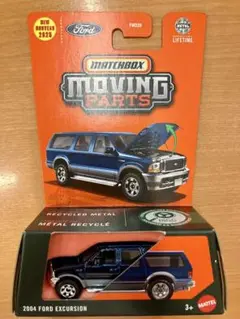 NEW
NOUVEAU
2025
Ford
LIFETIME
MATCHBOX
MOVING
PARTS
RECYCLED METAL
MÉTAL RECYCLÉ
2004 FORD EXCURSION
3+
MATTEL